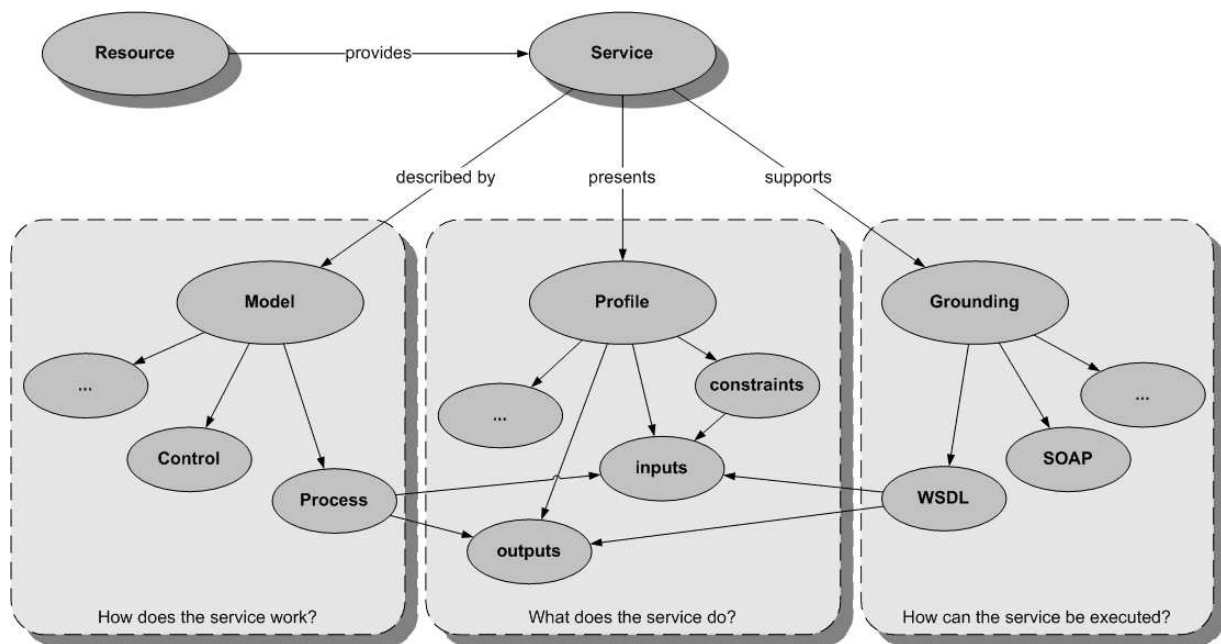 Resource
provides
Service
described by
presents
supports
Model
Profile
Grounding
...
constraints
...
...
Control
inputs
SOAP
Process
WSDL
outputs
How does the service work?
What does the service do?
How can the service be executed?